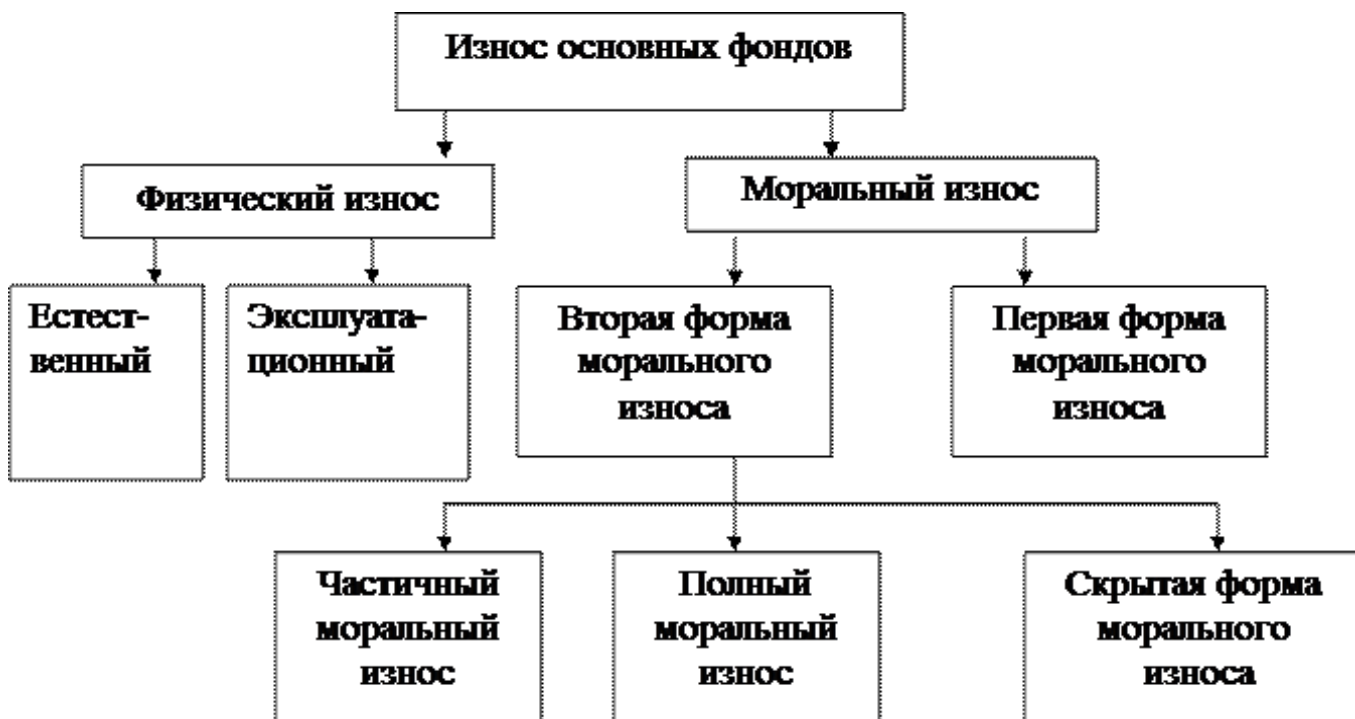 Износ основных фондов
Физический износ
Моральный износ
Естест-
венный
Эксплуата-
ционный
Вторая форма
морального
износа
Первая форма
морального
износа
Частичный
моральный
износ
Полный
моральный
износ
Скрытая форма
морального
износа